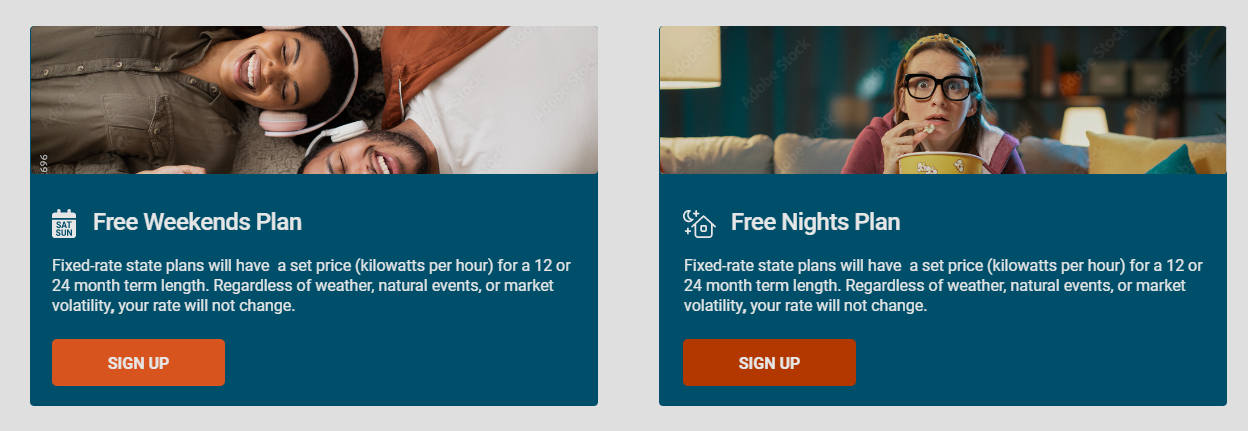 Adobe Stock
Adobe Stock
SAT
SUN
Free Weekends Plan
Fixed-rate state plans will have  a set price (kilowatts per hour) for a 12 or
24 month term length. Regardless of weather, natural events, or market
volatility, your rate will not change.
SIGN UP
Free Nights Plan
Fixed-rate state plans will have  a set price (kilowatts per hour) for a 12 or
24 month term length. Regardless of weather, natural events, or market
volatility, your rate will not change.
SIGN UP